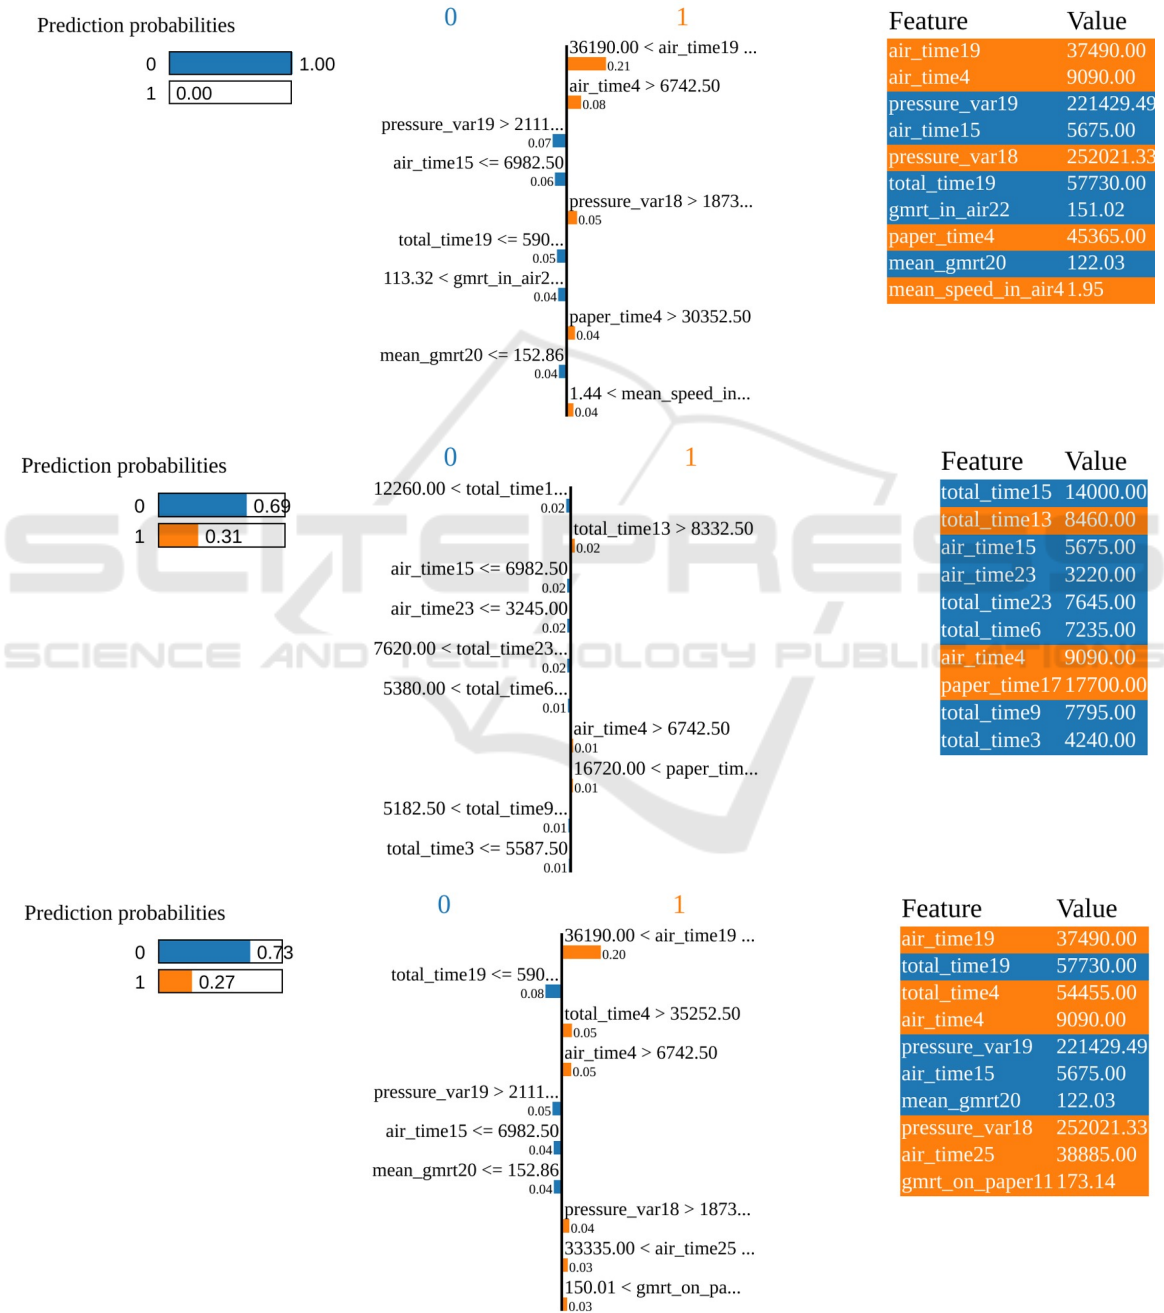 Prediction probabilities
0 1.00
1 0.00
0 1
36190.00 < air_time19 ...
0.21
air_time4 > 6742.50
0.08
pressure_var19 > 2111...
0.07
air_time15 <= 6982.50
0.06
pressure_var18 > 1873...
0.05
total_time19 <= 590...
0.05
113.32 < gmrt_in_air2...
0.04
paper_time4 > 30352.50
0.04
mean_gmrt20 <= 152.86
0.04
1.44 < mean_speed_in...
0.04
Feature Value
air_time19 37490.00
air_time4 9090.00
pressure_var19 221429.49
air_time15 5675.00
pressure_var18 252021.33
total_time19 57730.00
gmrt_in_air22 151.02
paper_time4 45365.00
mean_gmrt20 122.03
mean_speed_in_air4 1.95
Prediction probabilities
0 0.69
1 0.31
0 1
12260.00 < total_time1...
0.02
total_time13 > 8332.50
0.02
air_time15 <= 6982.50
0.02
air_time23 <= 3245.00
0.02
7620.00 < total_time23...
0.02
5380.00 < total_time6...
0.01
air_time4 > 6742.50
0.01
16720.00 < paper_tim...
0.01
5182.50 < total_time9...
0.01
total_time3 <= 5587.50
0.01
Feature Value
total_time15 14000.00
total_time13 8460.00
air_time15 5675.00
air_time23 3220.00
total_time23 7645.00
total_time6 7235.00
air_time4 9090.00
paper_time17 17700.00
total_time9 7795.00
total_time3 4240.00
SCITEPRESS
SCIENCE AND TECHNOLOGY PUBLICATIONS
Prediction probabilities
0 0.73
1 0.27
0 1
36190.00 < air_time19 ...
0.20
total_time19 <= 590...
0.08
total_time4 > 35252.50
0.05
air_time4 > 6742.50
0.05
pressure_var19 > 2111...
0.05
air_time15 <= 6982.50
0.04
mean_gmrt20 <= 152.86
0.04
pressure_var18 > 1873...
0.04
33335.00 < air_time25 ...
0.03
150.01 < gmrt_on_pa...
0.03
Feature Value
air_time19 37490.00
total_time19 57730.00
total_time4 54455.00
air_time4 9090.00
pressure_var19 221429.49
air_time15 5675.00
mean_gmrt20 122.03
pressure_var18 252021.33
air_time25 38885.00
gmrt_on_paper11 173.14